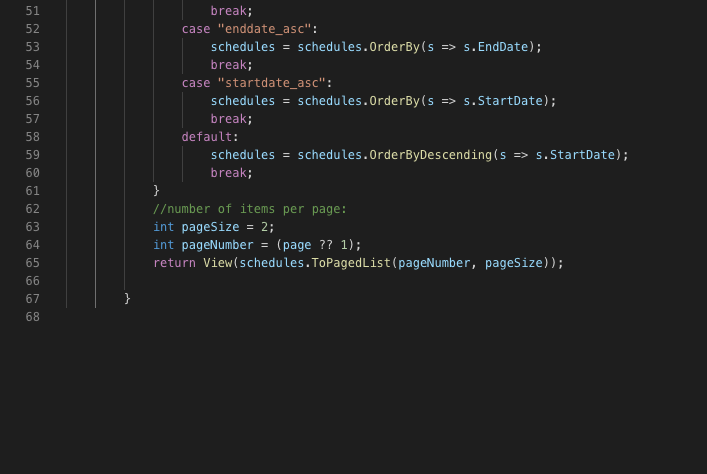 51 break;
52 case "enddate_asc":
53 schedules = schedules.OrderBy(s => s.EndDate);
54 break;
55 case "startdate_asc":
56 schedules = schedules.OrderBy(s => s.StartDate);
57 break;
58 default:
59 schedules = schedules.OrderByDescending(s => s.StartDate);
60 break;
61 }
62 //number of items per page:
63 int pageSize = 2;
64 int pageNumber = (page ?? 1);
65 return View(schedules.ToPagedList(pageNumber, pageSize));
66
67 }
68